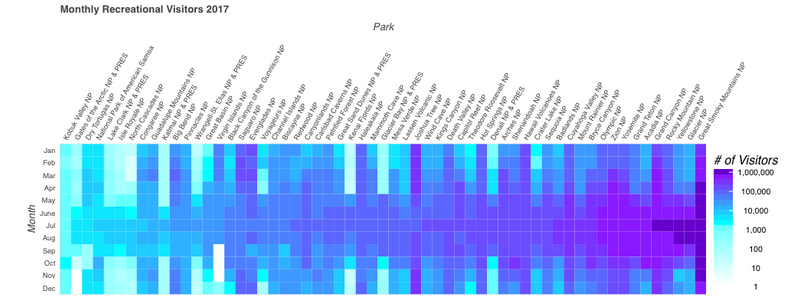 Monthly Recreational Visitors 2017
Park
Kobuk Valley NP
Gates of the Arctic NP & PRES
Dry Tortugas NP
National Park of American Samoa
Lake Clark NP & PRES
Isle Royale NP
North Cascades NP
Congaree NP
Guadalupe Mountains NP
Katmai NP & PRES
Big Bend NP
Pinnacles NP
Wrangell-St. Elias NP & PRES
Great Basin NP
Virgin Islands NP
Black Canyon of the Gunnison NP
Saguaro NP
Everglades NP
Voyageurs NP
Channel Islands NP
Biscayne NP
Redwood NP
Canyonlands NP
Carlsbad Caverns NP
Petrified Forest NP
Great Sand Dunes NP & PRES
Kenai Fjords NP
Haleakala NP
Mammoth Cave NP
Glacier Bay NP & PRES
Mesa Verde NP
Lassen Volcanic NP
Joshua Tree NP
Wind Cave NP
Kings Canyon NP
Death Valley NP
Capitol Reef NP
Theodore Roosevelt NP
Hot Springs NP
Denali NP & PRES
Arches NP
Shenandoah NP
Hawaii Volcanoes NP
Crater Lake NP
Sequoia NP
Badlands NP
Cuyahoga Valley NP
Mount Rainier NP
Bryce Canyon NP
Olympic NP
Zion NP
Yosemite NP
Grand Teton NP
Acadia NP
Grand Canyon NP
Rocky Mountain NP
Yellowstone NP
Glacier NP
Great Smoky Mountains NP
Month
Jan
Feb
Mar
Apr
May
June
Jul
Aug
Sep
Oct
Nov
Dec
# of Visitors
1,000,000
100,000
10,000
1,000
100
10
1